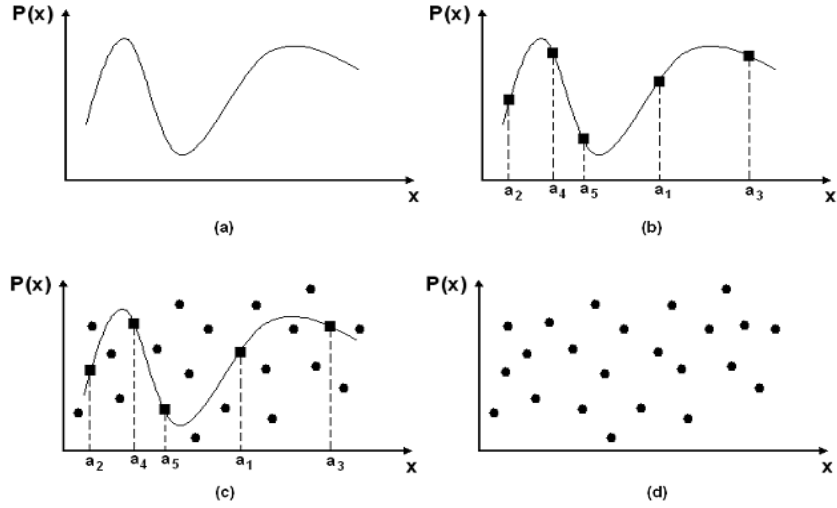 P(x)
x
(a)
P(x)
a2 a4 a5 a1 a3 x
(b)
P(x)
a2 a4 a5 a1 a3 x
(c)
P(x)
x
(d)